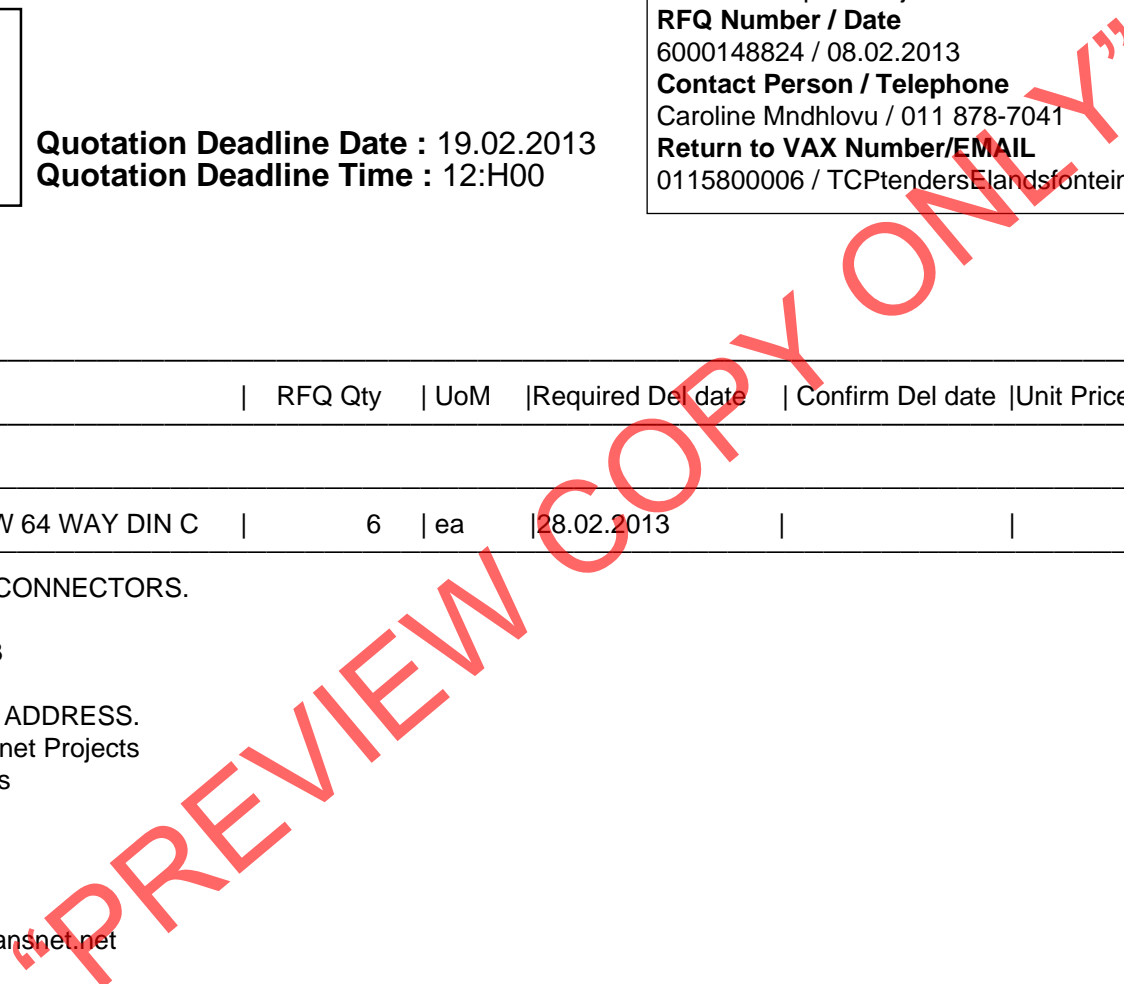 RFQ Number / Date
6000148824 / 08.02.2013
Contact Person / Telephone
Caroline Mndhlovu / 011 878-7041
Return to VAX Number/EMAIL
0115800006 / TCPtendersElandsfontein
Quotation Deadline Date : 19.02.2013
Quotation Deadline Time : 12:H00
| RFQ Qty | UoM |Required Del date | Confirm Del date |Unit Price
64 WAY DIN C | 6 | ea |28.02.2013 | |
CONNECTORS.
ADDRESS.
net Projects
ansnet.net
“PREVIEW COPY ONLY”